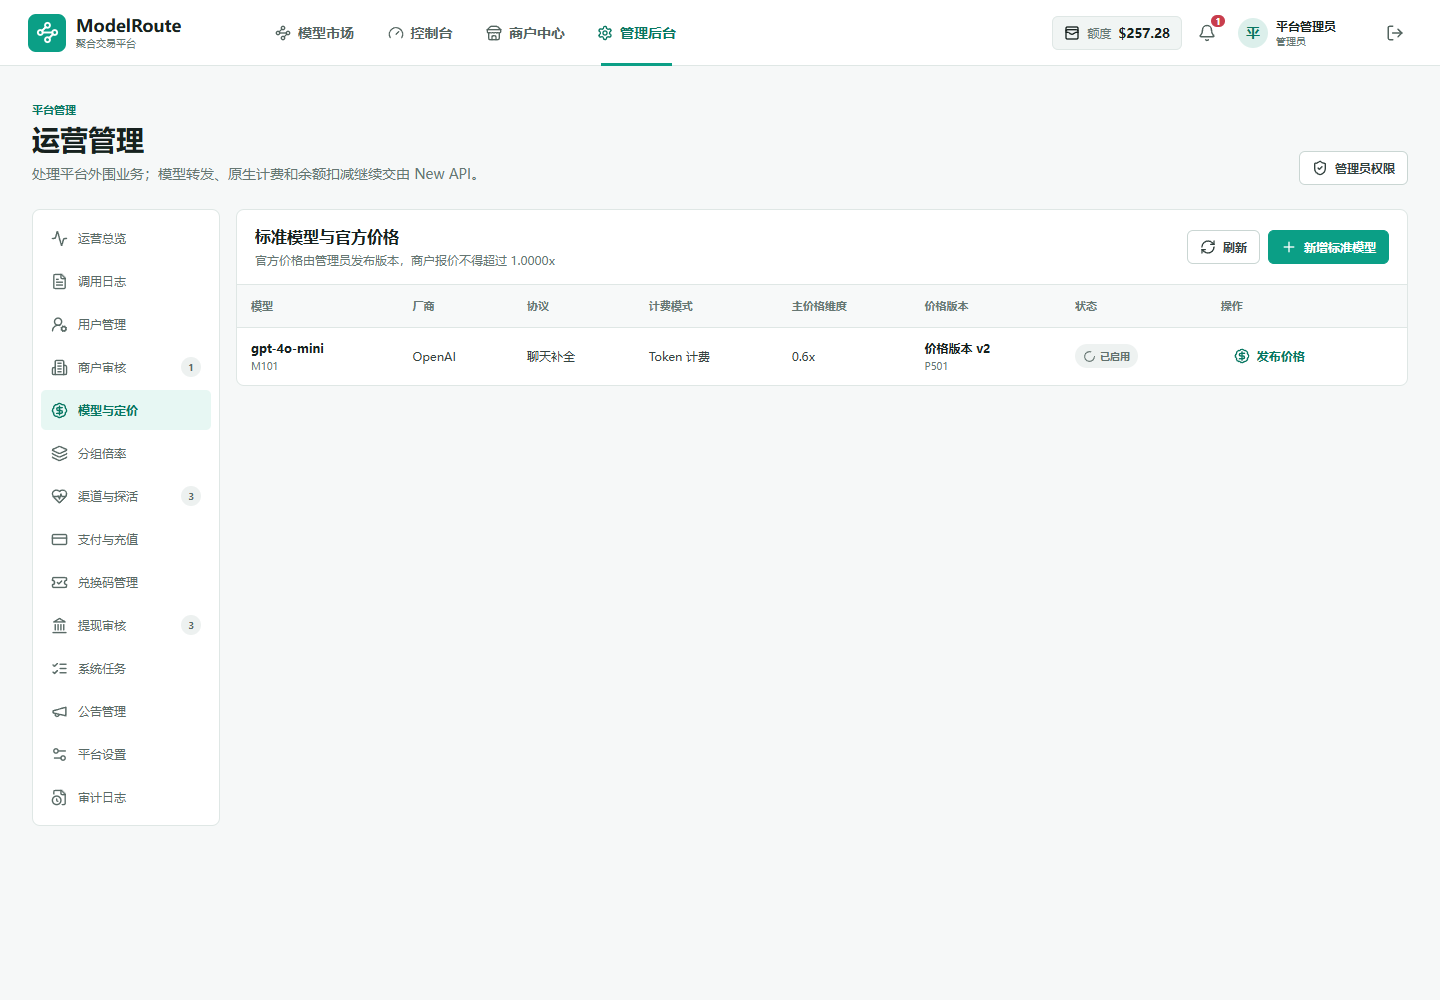 ModelRoute
聚合交易平台
模型市场
控制台
商户中心
管理后台
额度 $257.28
1
平
平台管理员
管理员
平台管理
运营管理
处理平台外围业务；模型转发、原生计费和余额扣减继续交由 New API。
管理员权限
运营总览
调用日志
用户管理
商户审核 1
模型与定价
分组倍率
渠道与探活 3
支付与充值
兑换码管理
提现审核 3
系统任务
公告管理
平台设置
审计日志
标准模型与官方价格
官方价格由管理员发布版本，商户报价不得超过 1.0000x
刷新
新增标准模型
模型 厂商 协议 计费模式 主价格维度 价格版本 状态 操作
gpt-4o-mini OpenAI 聊天补全 Token 计费 0.6x 价格版本 v2 已启用 发布价格
M101 P501